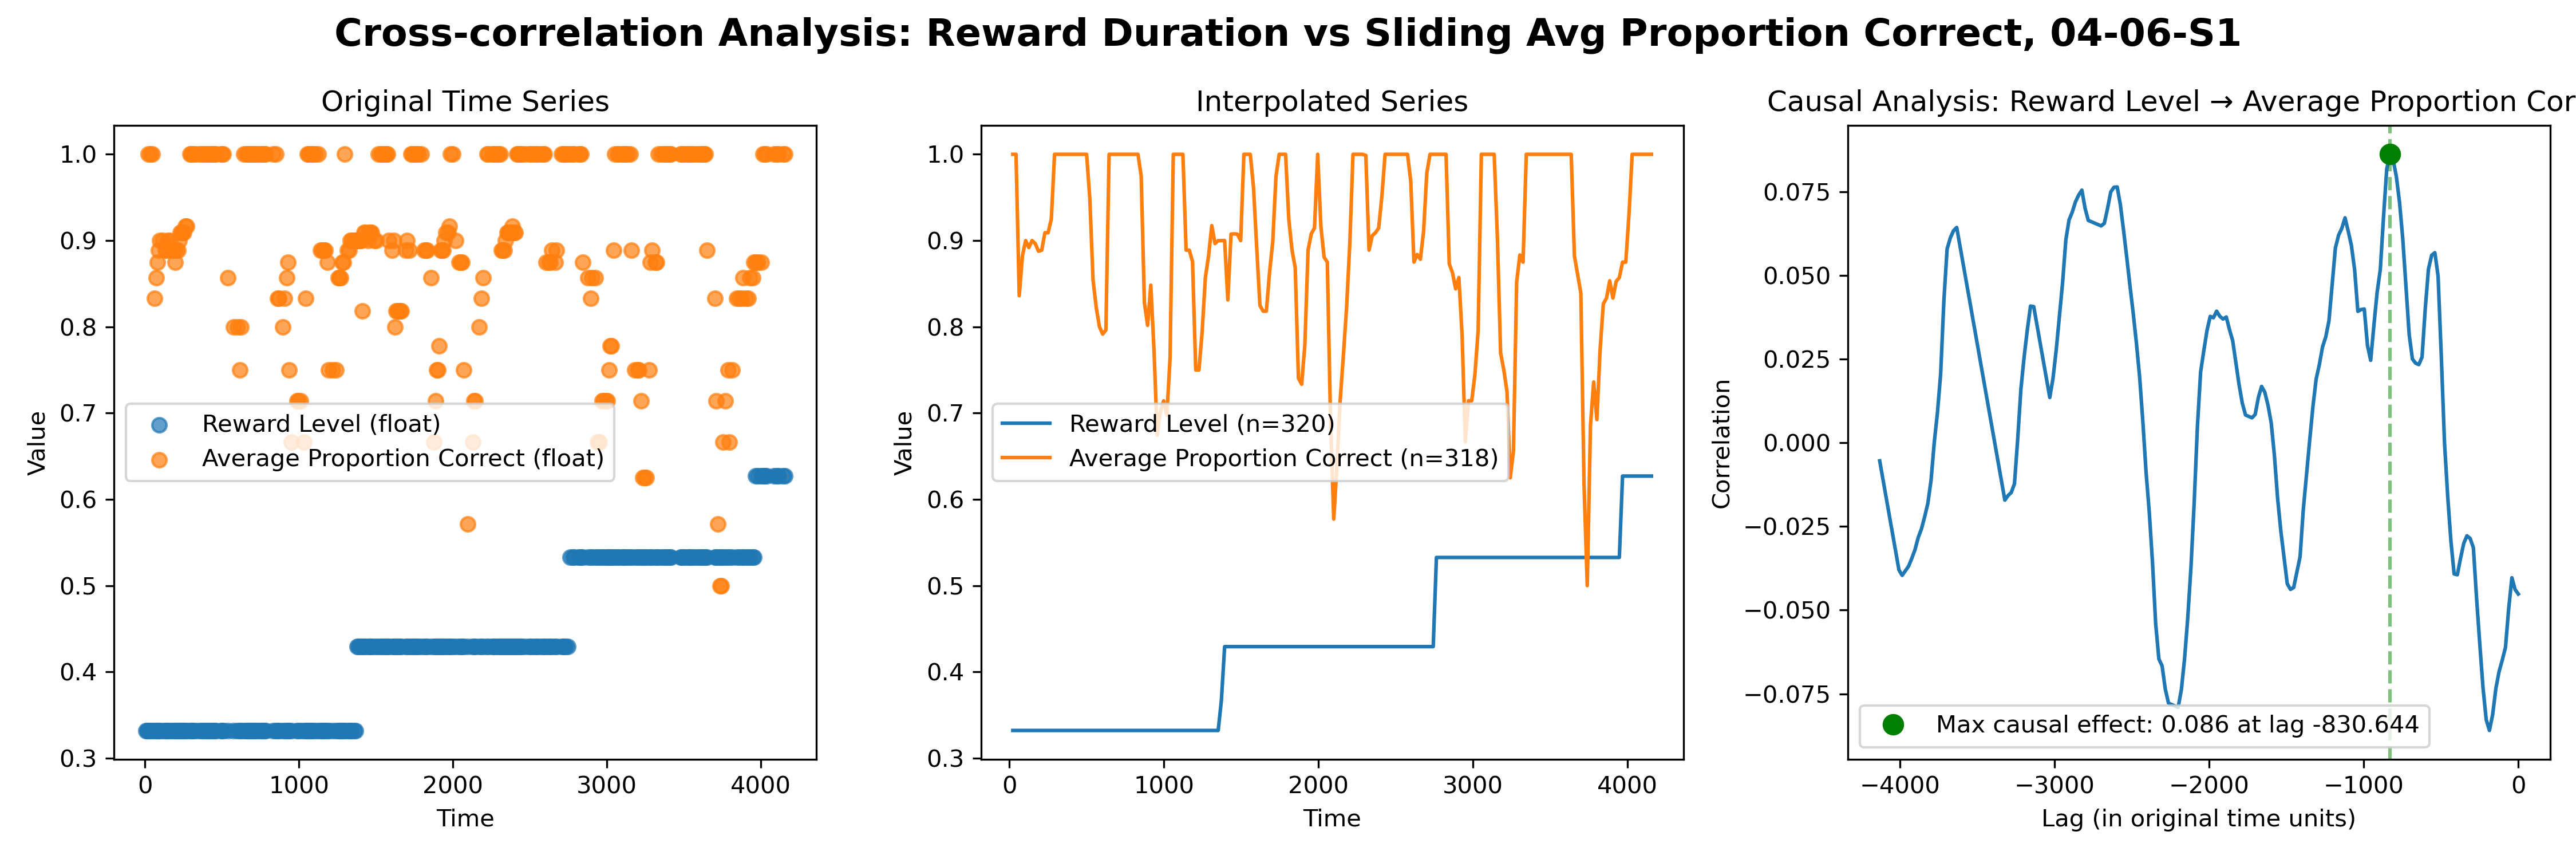 Cross-correlation Analysis: Reward Duration vs Sliding Avg Proportion Correct, 04-06-S1
Original Time Series
Value
1.0
0.9
0.8
0.7
0.6
0.5
0.4
0.3
Reward Level (float)
Average Proportion Correct (float)
0 1000 2000 3000 4000
Time
Interpolated Series
Value
1.0
0.9
0.8
0.7
0.6
0.5
0.4
0.3
Reward Level (n=320)
Average Proportion Correct (n=318)
0 1000 2000 3000 4000
Time
Causal Analysis: Reward Level → Average Proportion Cor
Correlation
0.075
0.050
0.025
0.000
−0.025
−0.050
−0.075
Max causal effect: 0.086 at lag -830.644
−4000 −3000 −2000 −1000 0
Lag (in original time units)